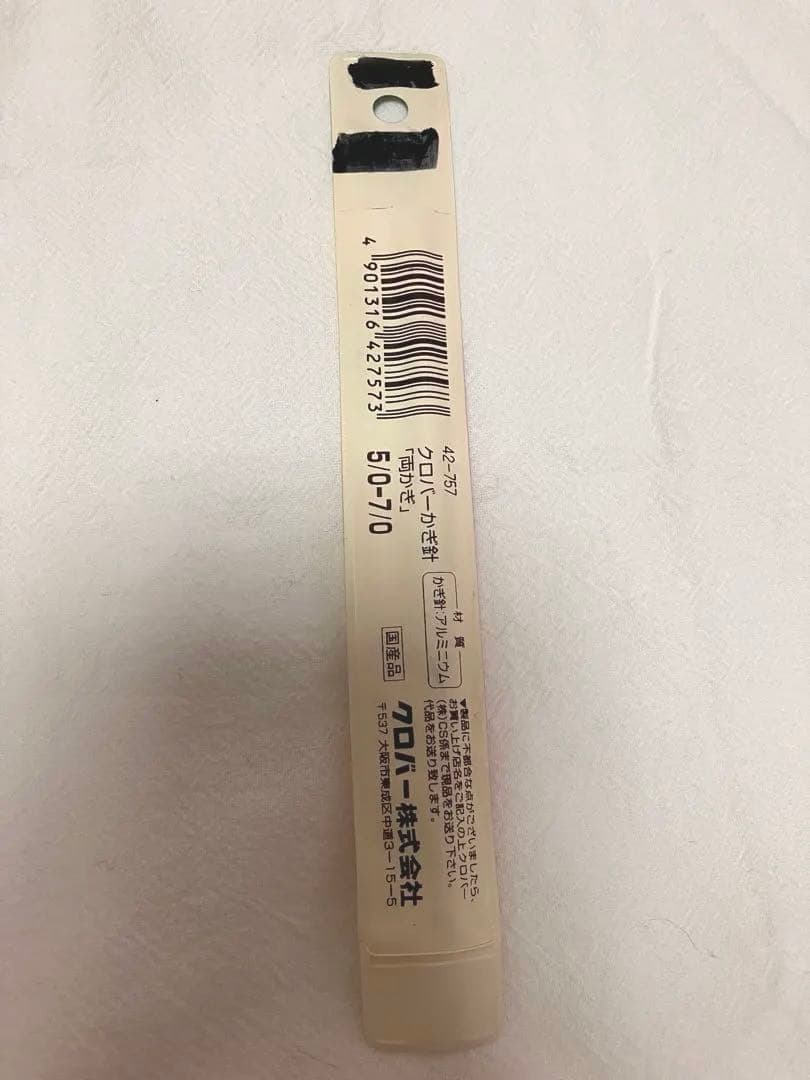 4 901316 427573
42-757
クロバーかぎ針
「両かぎ」
5/0-7/0
材質
かぎ針:アルミニウム
国産品
▼製品に不都合な点がございましたら、
お買い上げ店名をご記入の上クロバー
(株)CS係まで現品をお送り下さい。
代品をお送り致します。
クロバー株式会社
〒537 大阪市東成区中道3-15-5